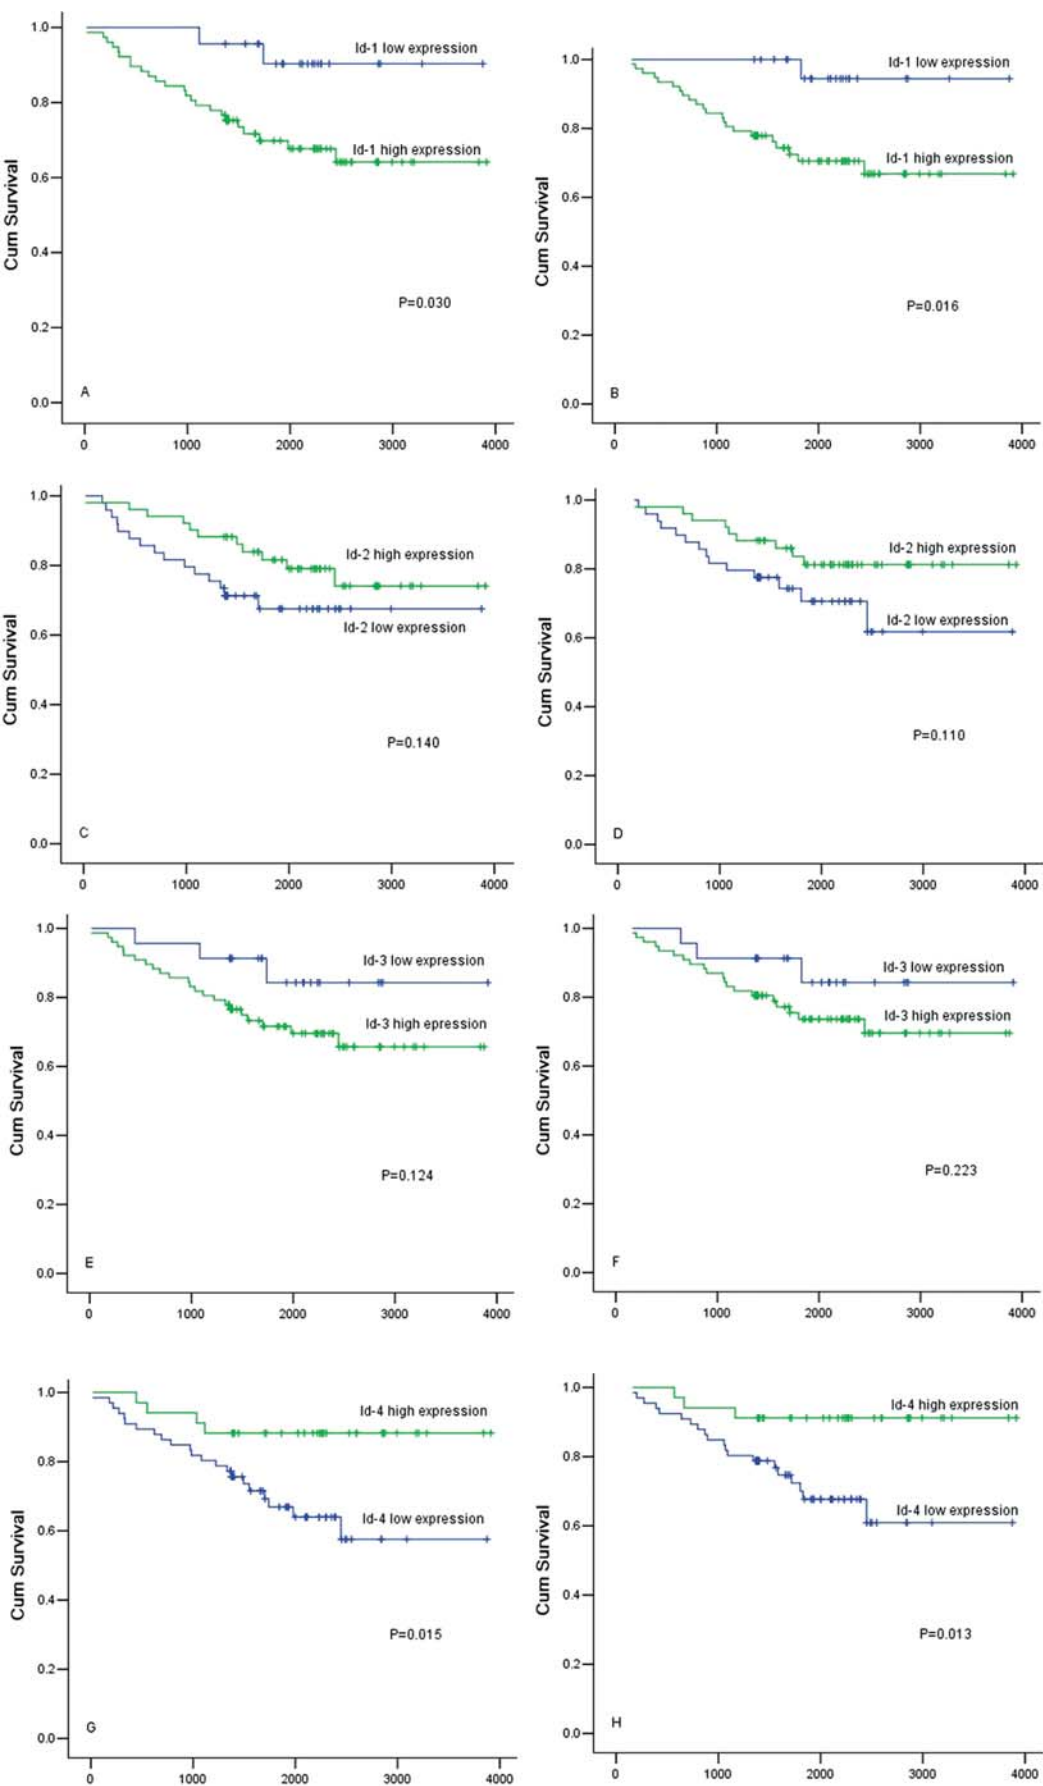 1.0
Id-1 low expression
0.8
Id-1 high expression
0.6
Cum Survival
0.4
P=0.030
0.2
A
0.0
0 1000 2000 3000 4000
1.0
Id-1 low expression
0.8
Id-1 high expression
0.6
Cum Survival
0.4
P=0.016
0.2
B
0.0
0 1000 2000 3000 4000
1.0
Id-2 high expression
0.8
Id-2 low expression
0.6
Cum Survival
0.4
P=0.140
0.2
C
0.0
0 1000 2000 3000 4000
1.0
Id-2 high expression
0.8
Id-2 low expression
0.6
Cum Survival
0.4
P=0.110
0.2
D
0.0
0 1000 2000 3000 4000
1.0
Id-3 low expression
0.8
Id-3 high epression
0.6
Cum Survival
0.4
P=0.124
0.2
E
0.0
0 1000 2000 3000 4000
1.0
Id-3 low expression
0.8
Id-3 high expression
0.6
Cum Survival
0.4
P=0.223
0.2
F
0.0
0 1000 2000 3000 4000
1.0
Id-4 high expression
0.8
Id-4 low expression
0.6
Cum Survival
0.4
P=0.015
0.2
G
0.0
0 1000 2000 3000 4000
1.0
Id-4 high expression
0.8
Id-4 low expression
0.6
Cum Survival
0.4
P=0.013
0.2
H
0.0
0 1000 2000 3000 4000